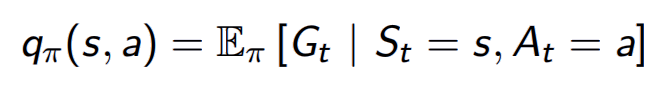 qπ(s, a) = 𝔼π [Gt | St = s, At = a]